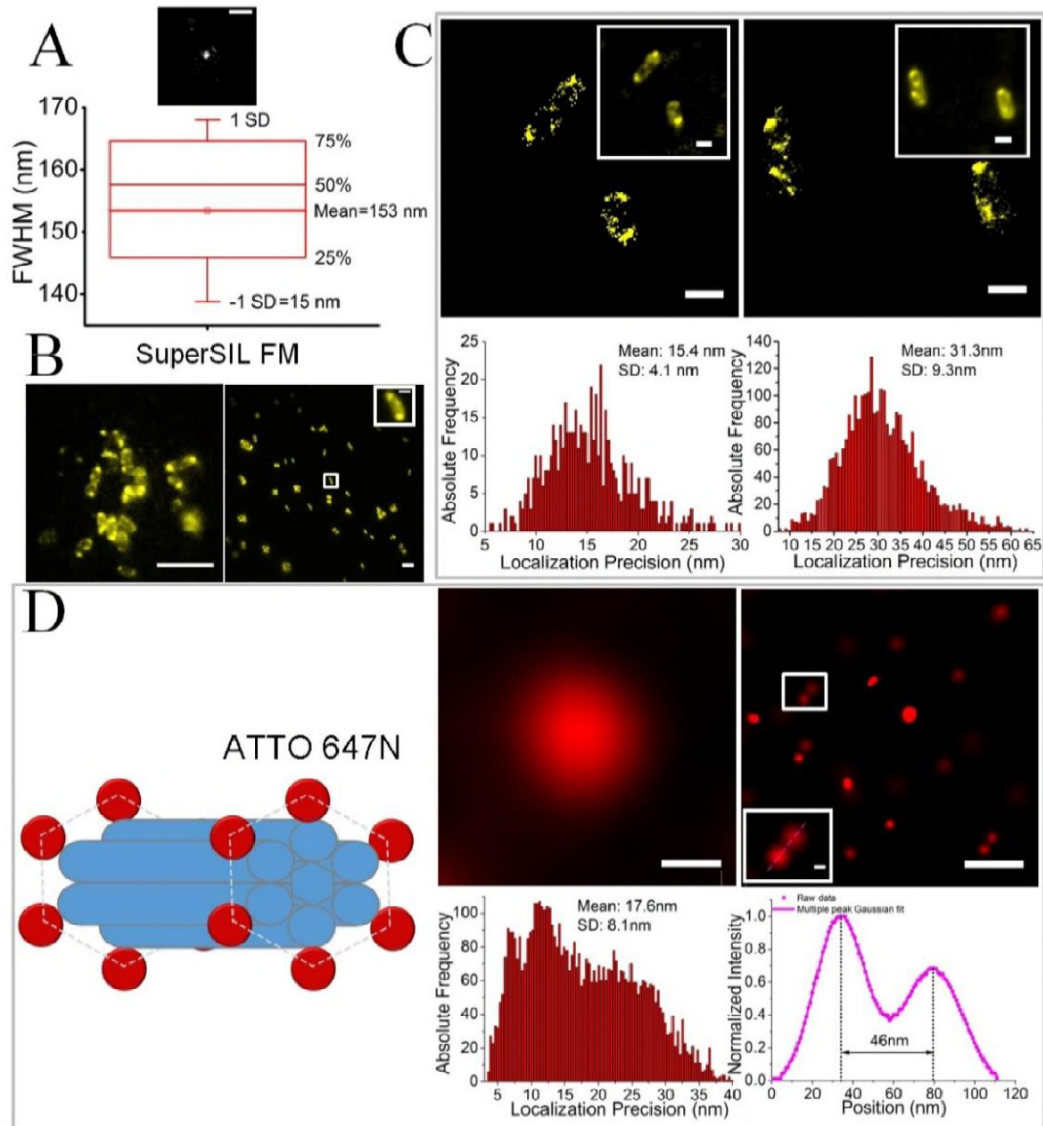 A
1 SD
170
160
150
140
FWHM (nm)
75%
50%
Mean=153 nm
25%
-1 SD=15 nm
SuperSIL FM
B
C
25
20
15
10
5
0
Absolute Frequency
Mean: 15.4 nm
SD: 4.1 nm
5 10 15 20 25 30
Localization Precision (nm)
140
120
100
80
60
40
20
0
Absolute Frequency
Mean: 31.3nm
SD: 9.3nm
10 15 20 25 30 35 40 45 50 55 60 65
Localization Precision (nm)
D
ATTO 647N
100
80
60
40
20
0
Absolute Frequency
Mean: 17.6nm
SD: 8.1nm
5 10 15 20 25 30 35 40
Localization Precision (nm)
Raw data
Multiple peak Gaussian fit
1.0
0.8
0.6
0.4
0.2
0.0
Normalized Intensity
46nm
0 20 40 60 80 100 120
Position (nm)